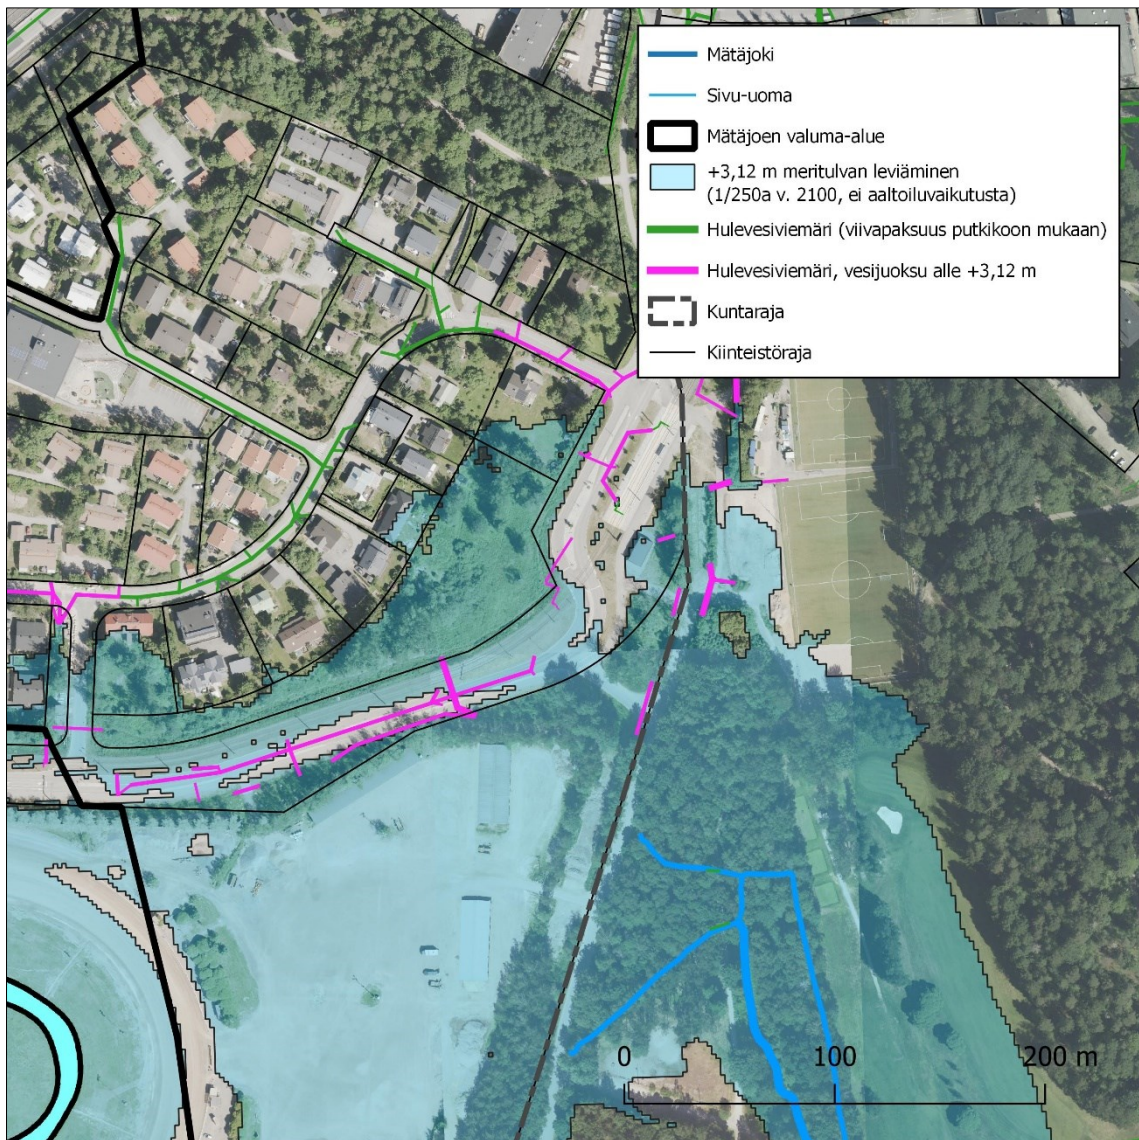 Mätäjoki
Sivu-uoma
Mätäjoen valuma-alue
+3,12 m meritulvan leviäminen
(1/250a v. 2100, ei aaltoiluvaikutusta)
Hulevesiviemäri (viivapaksuus putkikoon mukaan)
Hulevesiviemäri, vesijuoksu alle +3,12 m
Kuntaraja
Kiinteistöraja
0 100 200 m